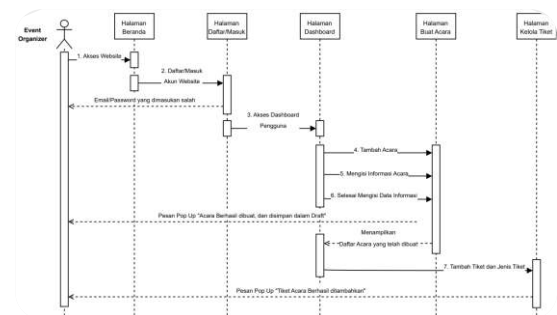 Event
Organizer
Halaman
Beranda
Halaman
Daftar/Masuk
Halaman
Dashboard
Halaman
Buat Acara
Halaman
Kelola Tiket
1. Akses Website
2. Daftar/Masuk
Akun Website
Email/Password yang dimasukan salah
3. Akses Dashboard
Pengguna
4. Tambah Acara
5. Mengisi Informasi Acara
6. Selesai Mengisi Data Informasi
Pesan Pop Up "Acara Berhasil dibuat, dan disimpan dalam Draft"
Menampilkan
Daftar Acara yang telah dibuat
7. Tambah Tiket dan Jenis Tiket
Pesan Pop Up "Tiket Acara Berhasil ditambahkan"